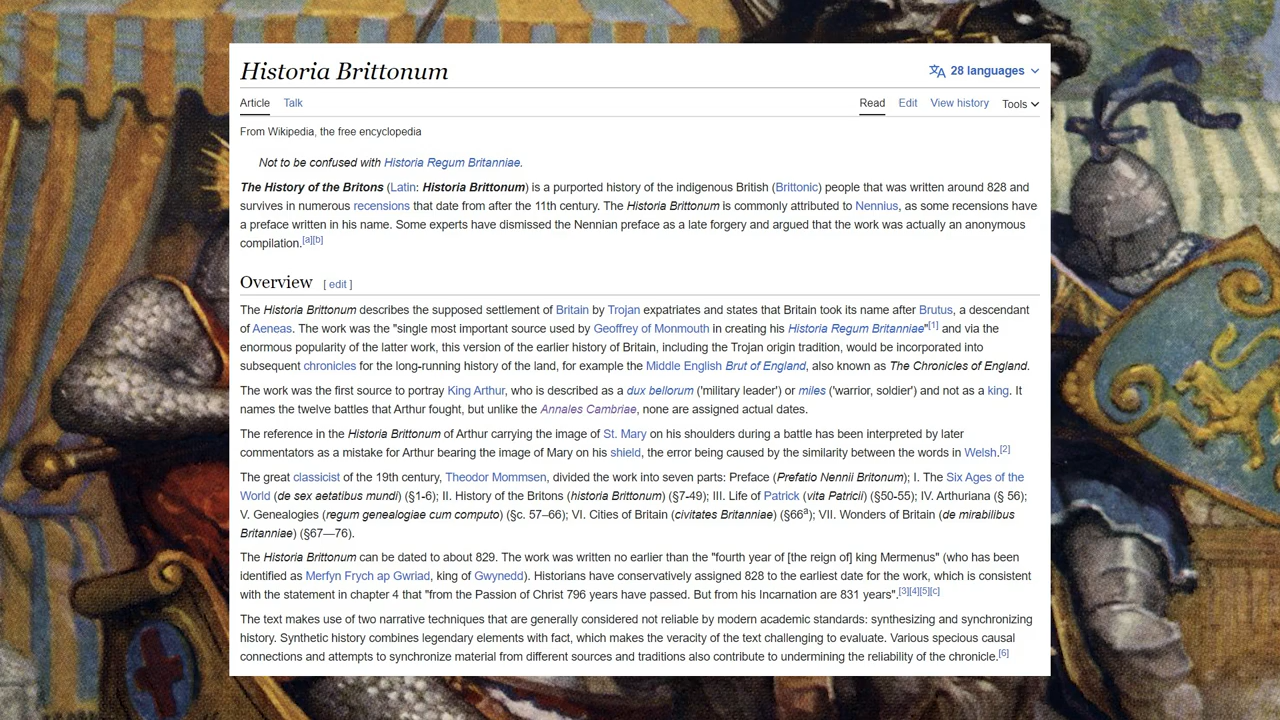 Historia Brittonum
28 languages
Article Talk
Read Edit View history Tools
From Wikipedia, the free encyclopedia
Not to be confused with Historia Regum Britanniae.
The History of the Britons (Latin: Historia Brittonum) is a purported history of the indigenous British (Brittonic) people that was written around 828 and
survives in numerous recensions that date from after the 11th century. The Historia Brittonum is commonly attributed to Nennius, as some recensions have
a preface written in his name. Some experts have dismissed the Nennian preface as a late forgery and argued that the work was actually an anonymous
compilation.[a][b]
Overview [ edit ]
The Historia Brittonum describes the supposed settlement of Britain by Trojan expatriates and states that Britain took its name after Brutus, a descendant
of Aeneas. The work was the "single most important source used by Geoffrey of Monmouth in creating his Historia Regum Britanniae"[1] and via the
enormous popularity of the latter work, this version of the earlier history of Britain, including the Trojan origin tradition, would be incorporated into
subsequent chronicles for the long-running history of the land, for example the Middle English Brut of England, also known as The Chronicles of England.
The work was the first source to portray King Arthur, who is described as a dux bellorum ('military leader') or miles ('warrior, soldier') and not as a king. It
names the twelve battles that Arthur fought, but unlike the Annales Cambriae, none are assigned actual dates.
The reference in the Historia Brittonum of Arthur carrying the image of St. Mary on his shoulders during a battle has been interpreted by later
commentators as a mistake for Arthur bearing the image of Mary on his shield, the error being caused by the similarity between the words in Welsh.[2]
The great classicist of the 19th century, Theodor Mommsen, divided the work into seven parts: Preface (Prefatio Nennii Britonum); I. The Six Ages of the
World (de sex aetatibus mundi) (§1-6); II. History of the Britons (historia Brittonum) (§7-49); III. Life of Patrick (vita Patricii) (§50-55); IV. Arthuriana (§ 56);
V. Genealogies (regum genealogiae cum computo) (§c. 57–66); VI. Cities of Britain (civitates Britanniae) (§66a); VII. Wonders of Britain (de mirabilibus
Britanniae) (§67—76).
The Historia Brittonum can be dated to about 829. The work was written no earlier than the "fourth year of [the reign of] king Mermenus" (who has been
identified as Merfyn Frych ap Gwriad, king of Gwynedd). Historians have conservatively assigned 828 to the earliest date for the work, which is consistent
with the statement in chapter 4 that "from the Passion of Christ 796 years have passed. But from his Incarnation are 831 years".[3][4][5][c]
The text makes use of two narrative techniques that are generally considered not reliable by modern academic standards: synthesizing and synchronizing
history. Synthetic history combines legendary elements with fact, which makes the veracity of the text challenging to evaluate. Various specious causal
connections and attempts to synchronize material from different sources and traditions also contribute to undermining the reliability of the chronicle.[6]